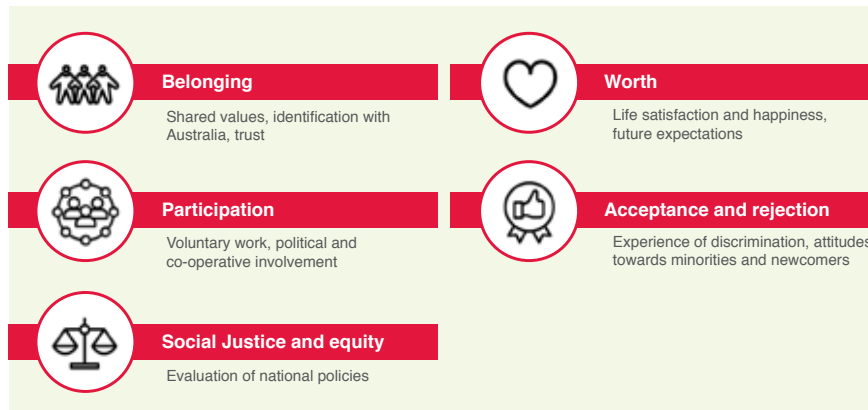 Belonging
Shared values, identification with
Australia, trust
Worth
Life satisfaction and happiness,
future expectations
Participation
Voluntary work, political and
co-operative involvement
Acceptance and rejection
Experience of discrimination, attitudes
towards minorities and newcomers
Social Justice and equity
Evaluation of national policies